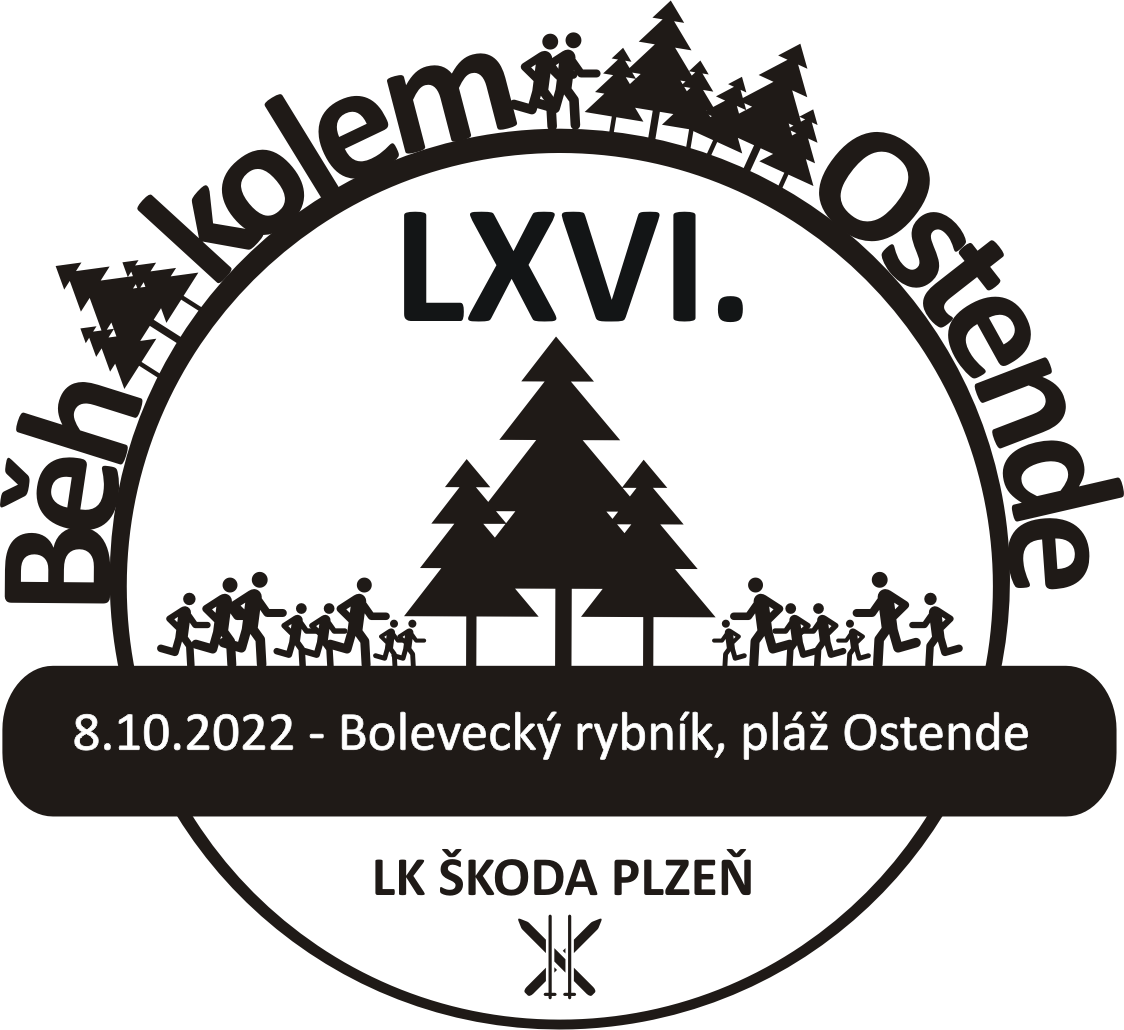 Běh kolem Ostende
LXVI.
8.10.2022 - Bolevecký rybník, pláž Ostende
LK ŠKODA PLZEŇ